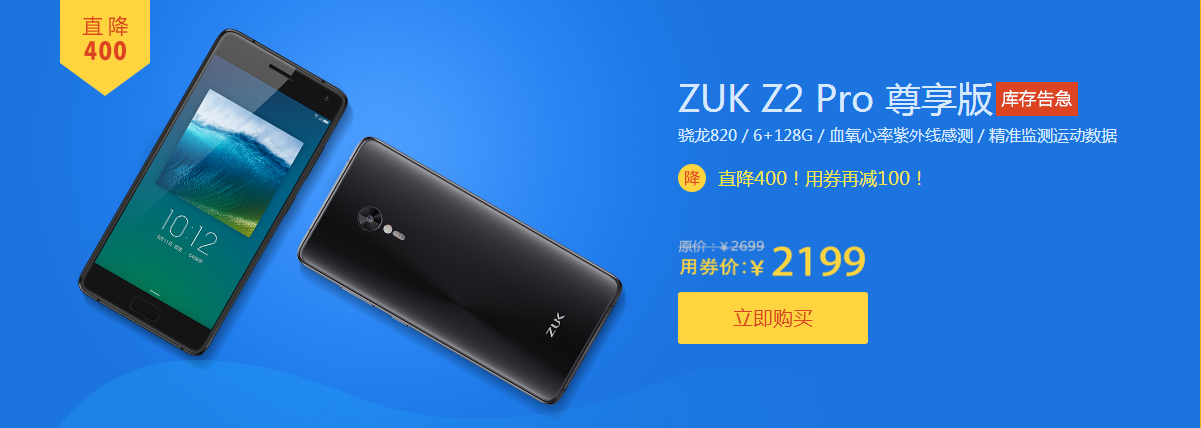 直降
400
10:12
ZUK
ZUK Z2 Pro 尊享版 库存告急
骁龙820 / 6+128G / 血氧心率紫外线感测 / 精准监测运动数据
降 直降400！用券再减100！
原价：¥2699
用券价:¥ 2199
立即购买